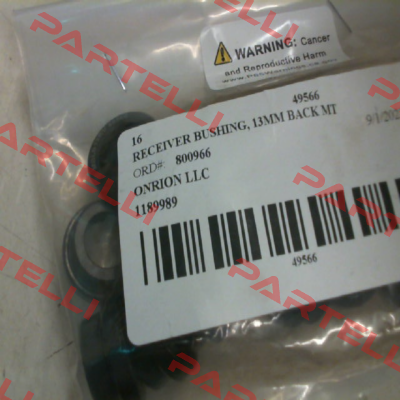 WARNING: Cancer
and Reproductive Harm
49566
16
RECEIVER BUSHING, 13MM BACK MT
ORD#: 800966
ONRION LLC
1189989
49566
PARTELLI
PARTELLI
PARTELLI